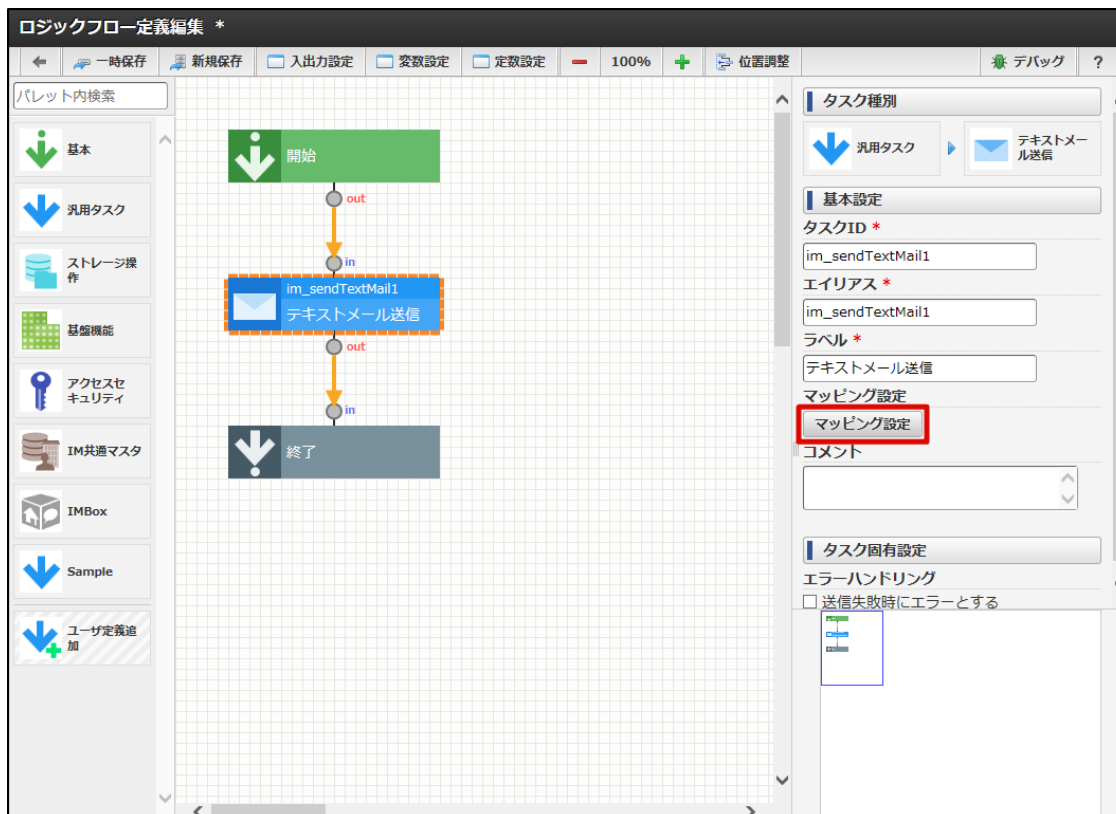 ロジックフロー定義編集 *
一時保存 新規保存 入出力設定 変数設定 定数設定 100% 位置調整 デバッグ ?
パレット内検索
基本
汎用タスク
ストレージ操
作
基盤機能
アクセスセ
キュリティ
IM共通マスタ
IMBox
Sample
ユーザ定義追
加
開始
out
in
im_sendTextMail1
テキストメール送信
out
in
終了
タスク種別
汎用タスク
テキストメー
ル送信
基本設定
タスクID *
im_sendTextMail1
エイリアス *
im_sendTextMail1
ラベル *
テキストメール送信
マッピング設定
マッピング設定
コメント
タスク固有設定
エラーハンドリング
送信失敗時にエラーとする